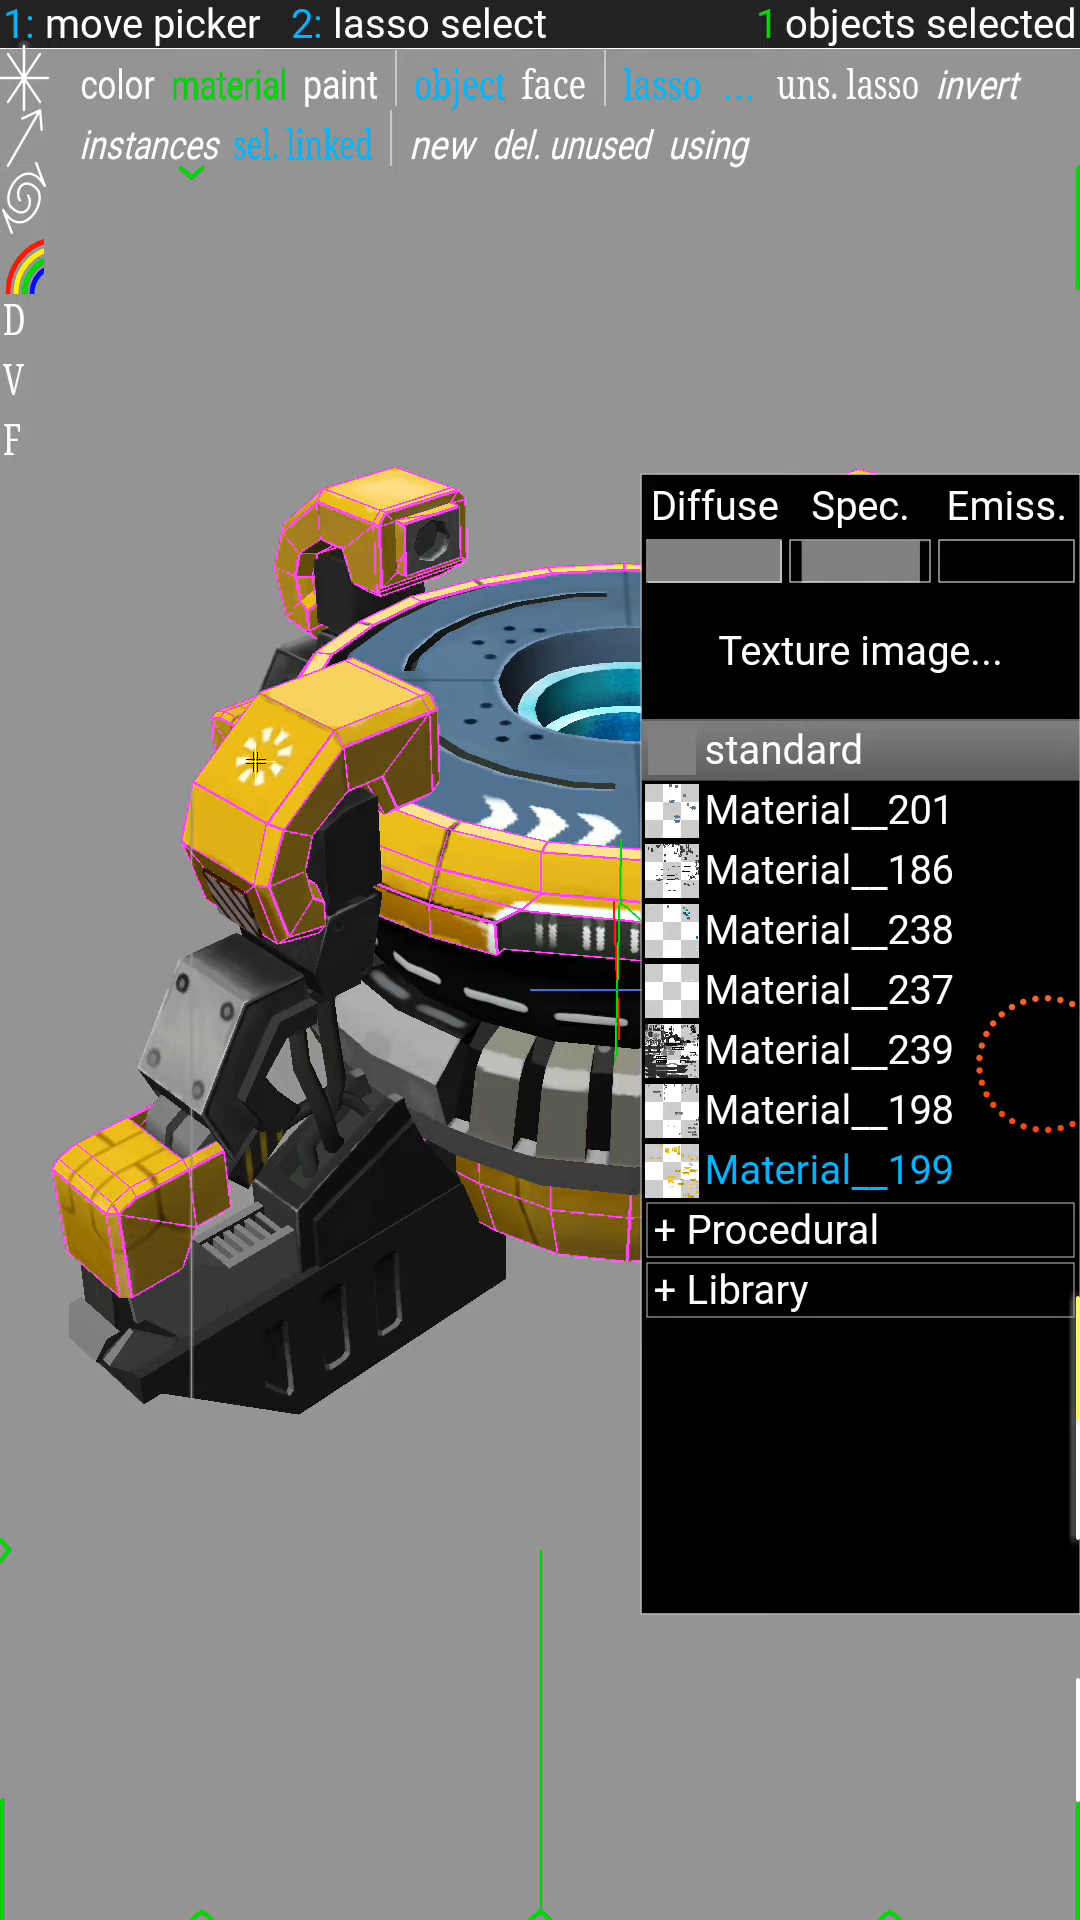 1: move picker 2: lasso select 1 objects selected
color material paint object face lasso ... uns. lasso invert
instances sel. linked new del. unused using
D
V
F
Diffuse Spec. Emiss.
Texture image...
standard
Material__201
Material__186
Material__238
Material__237
Material__239
Material__198
Material__199
+ Procedural
+ Library